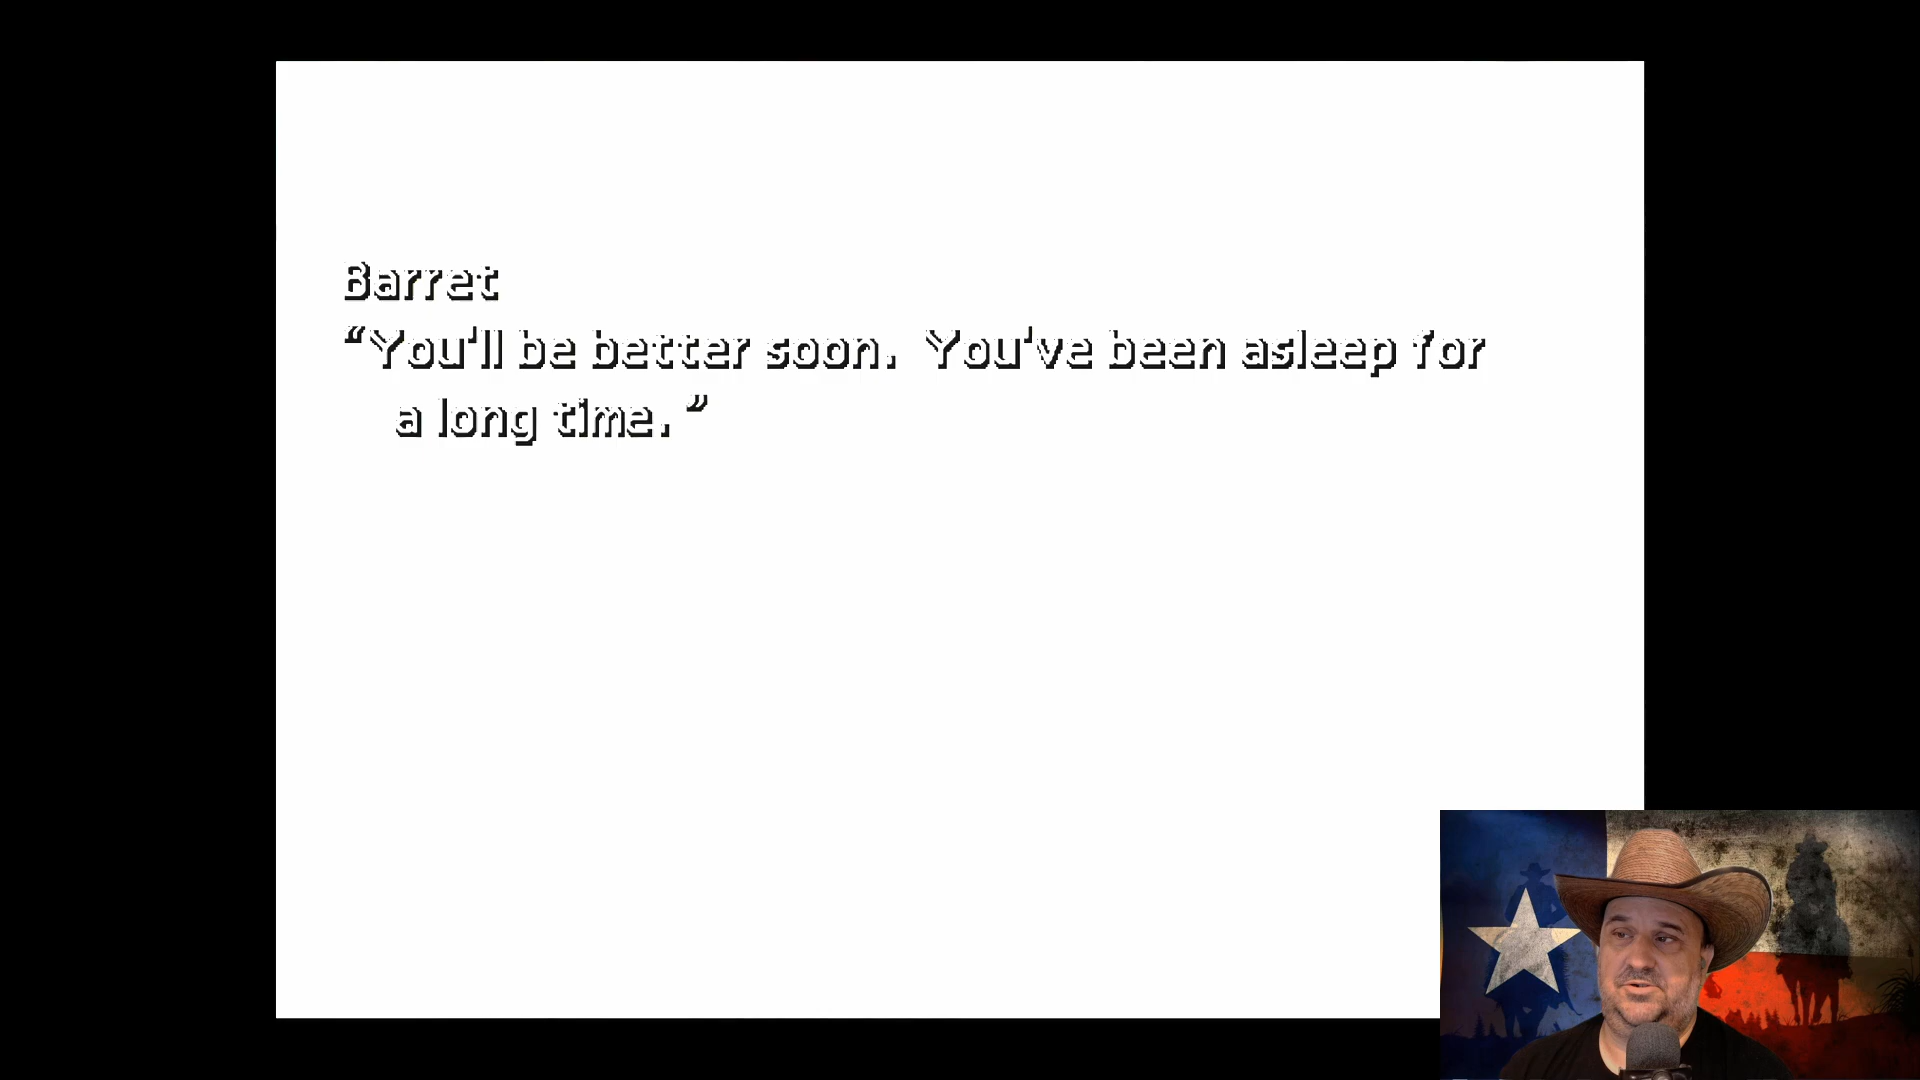 Barret
“You'll be better soon.  You've been asleep for
a long time.”